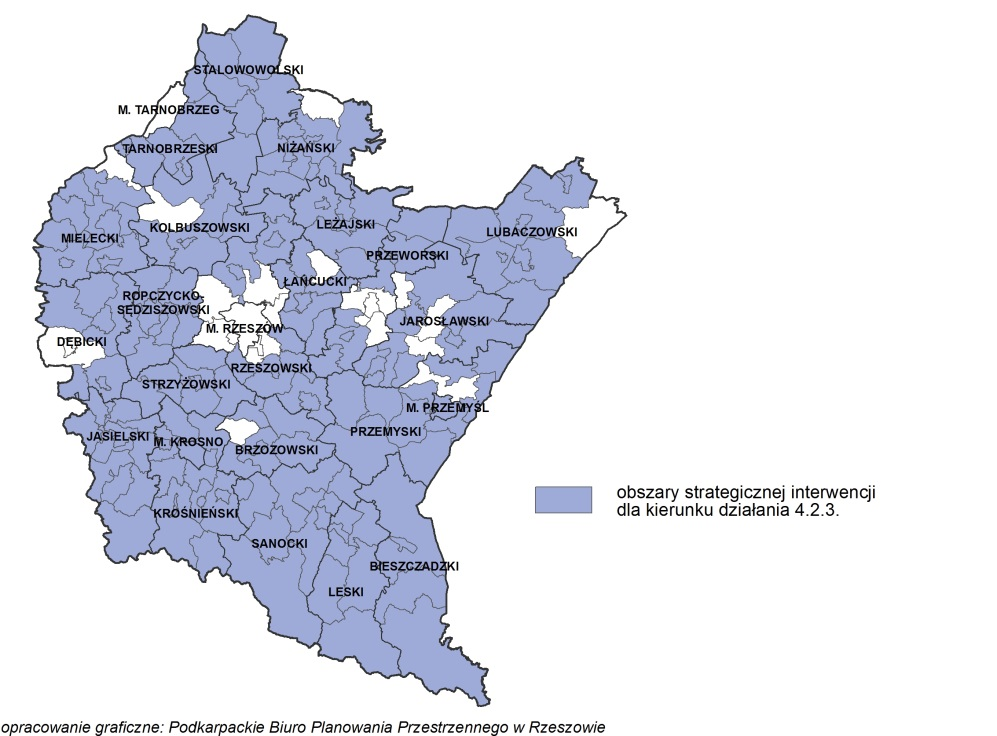 STALOWOWOLSKI
M. TARNOBRZEG
TARNOBRZESKI
NIŻAŃSKI
MIELECKI
KOLBUSZOWSKI
LEŻAJSKI
LUBACZOWSKI
PRZEWORSKI
ŁAŃCUCKI
ROPCZYCKO-
SĘDZISZOWSKI
M. RZESZÓW
JAROSŁAWSKI
DĘBICKI
RZESZOWSKI
STRZYŻOWSKI
M. PRZEMYŚL
JASIELSKI
M. KROSNO
PRZEMYSKI
BRZOZOWSKI
obszary strategicznej interwencji
dla kierunku działania 4.2.3.
KROŚNIEŃSKI
SANOCKI
BIESZCZADZKI
LESKI
opracowanie graficzne: Podkarpackie Biuro Planowania Przestrzennego w Rzeszowie